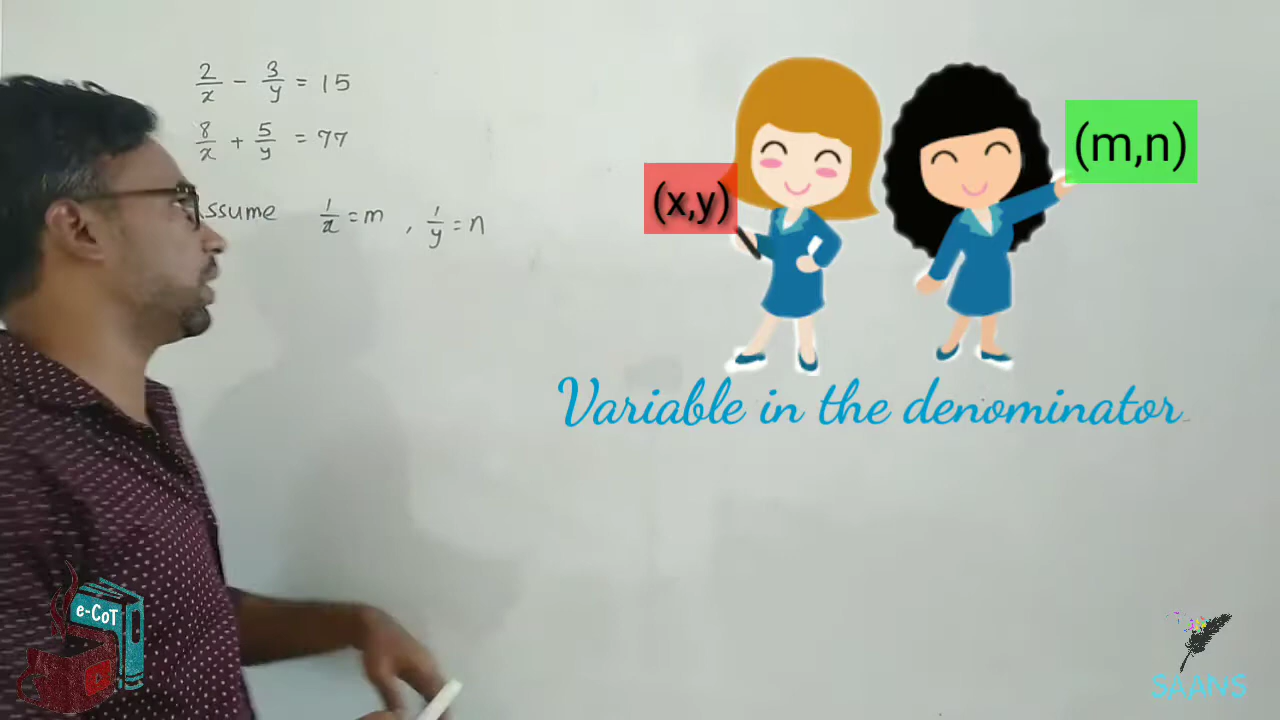 2/x - 3/y = 15
8/x + 5/y = 77
ssume 1/x = m , 1/y = n
(x,y)
(m,n)
Variable in the denominator
e-CoT
SAANS